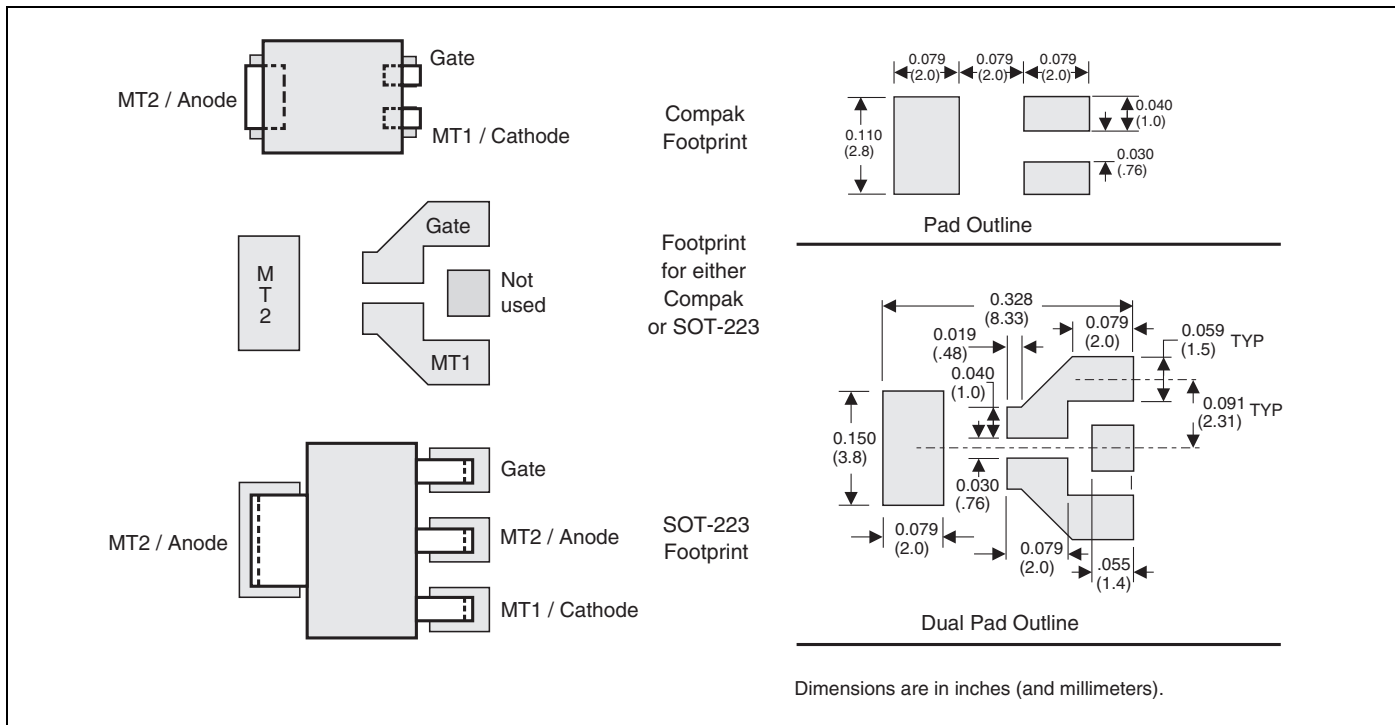 Gate
MT2 / Anode
MT1 / Cathode
Compak
Footprint
0.079
(2.0)
0.079
(2.0)
0.079
(2.0)
0.110
(2.8)
0.040
(1.0)
0.030
(.76)
Pad Outline
MT2
Gate
Not
used
MT1
Footprint
for either
Compak
or SOT-223
0.328
(8.33)
0.019
(.48)
0.079
(2.0)
0.059
(1.5)
TYP
0.040
(1.0)
0.091
(2.31)
TYP
0.150
(3.8)
0.030
(.76)
0.079
(2.0)
0.079
(2.0)
.055
(1.4)
Dual Pad Outline
Gate
MT2 / Anode
MT2 / Anode
MT1 / Cathode
SOT-223
Footprint
Dimensions are in inches (and millimeters).